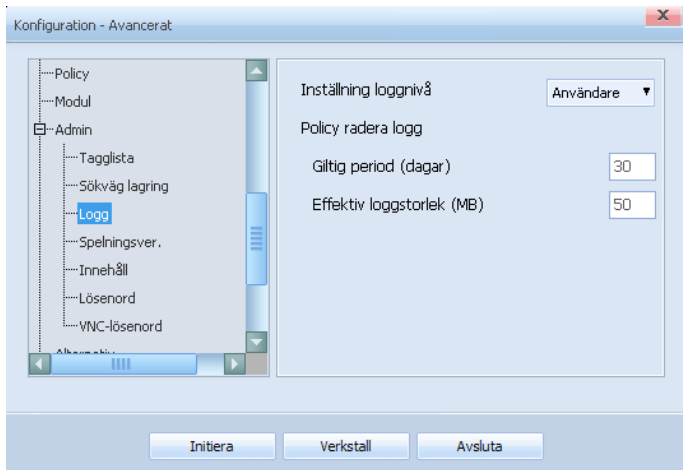 Konfiguration - Avancerat
Policy
Modul
Admin
Tagglista
Sökväg lagring
Logg
Spelningsver.
Innehåll
Lösenord
VNC-lösenord
Alternativ
Inställning loggnivå
Användare
Policy radera logg
Giltig period (dagar)
30
Effektiv loggstorlek (MB)
50
Initiera
Verkstall
Avsluta